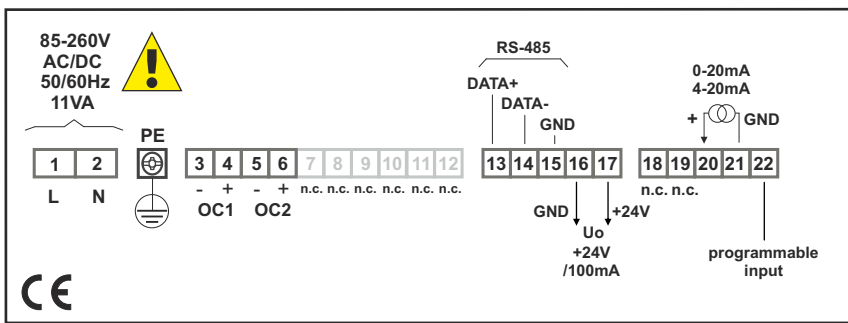 85-260V
AC/DC
50/60Hz
11VA
RS-485
DATA+
DATA-
GND
0-20mA
4-20mA
+ GND
PE
1 2
3 4 5 6 7 8 9 10 11 12
13 14 15 16 17
18 19 20 21 22
L N
- + - + n.c. n.c. n.c. n.c. n.c. n.c.
OC1 OC2
n.c. n.c.
GND +24V
Uo
+24V
/100mA
programmable
input
CE